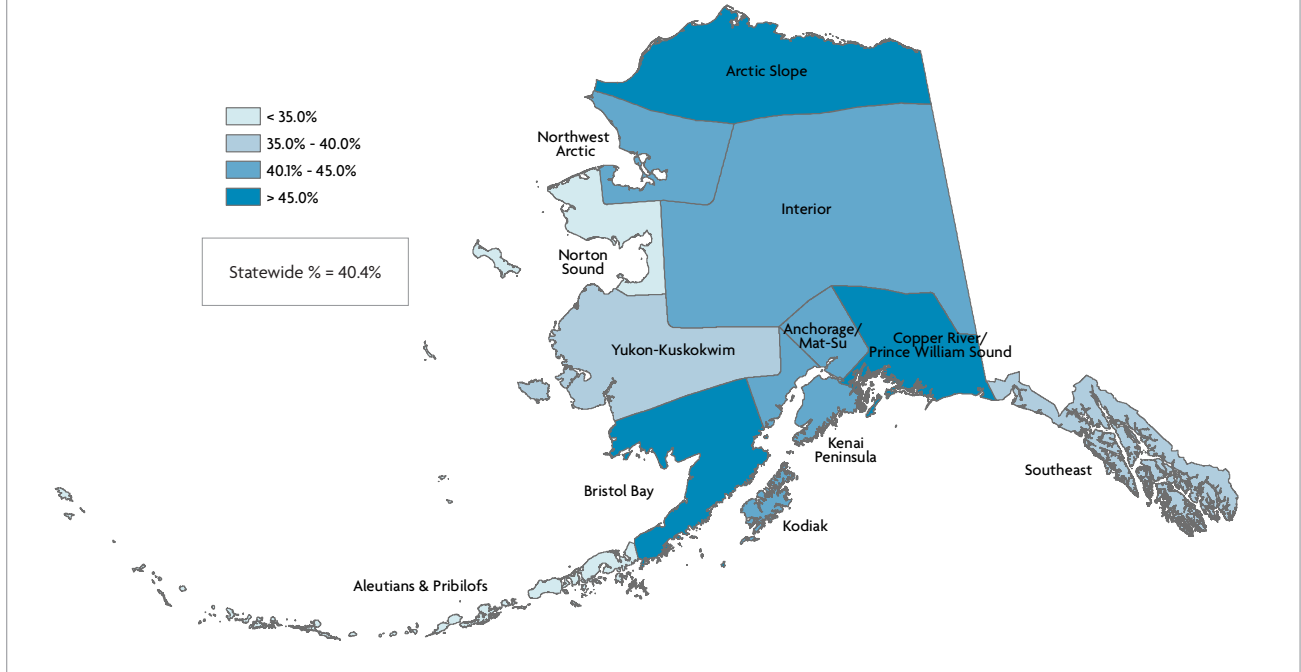 Arctic Slope
< 35.0%
35.0% - 40.0%
40.1% - 45.0%
> 45.0%
Northwest
Arctic
Interior
Statewide % = 40.4%
Norton
Sound
Anchorage/
Mat-Su
Copper River/
Prince William Sound
Yukon-Kuskokwim
Kenai
Peninsula
Southeast
Bristol Bay
Kodiak
Aleutians & Pribilofs